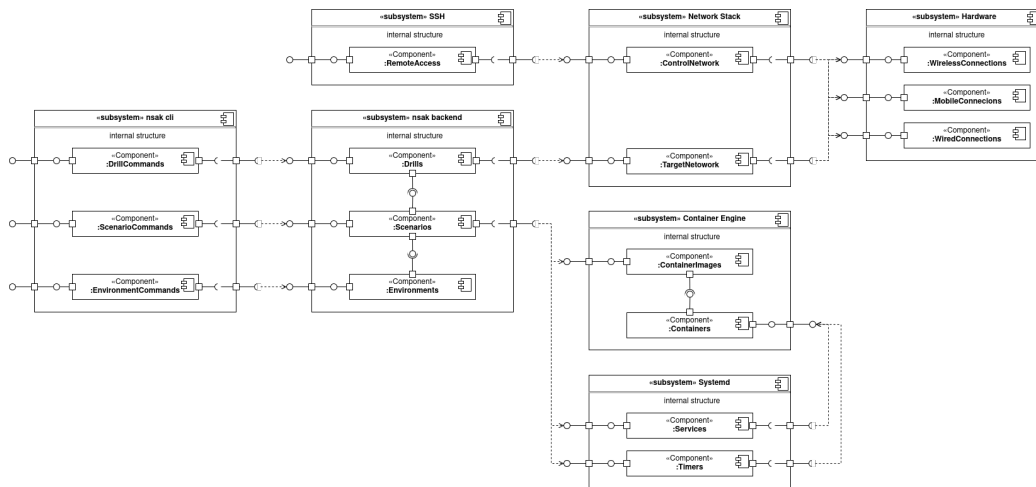 «subsystem» SSH
internal structure
«Component»
:RemoteAccess
«subsystem» Network Stack
internal structure
«Component»
:ControlNetwork
«Component»
:TargetNetowork
«subsystem» Hardware
internal structure
«Component»
:WirelessConnections
«Component»
:MobileConnecions
«Component»
:WiredConnections
«subsystem» nsak cli
internal structure
«Component»
:DrillCommands
«Component»
:ScenarioCommands
«Component»
:EnvironmentCommands
«subsystem» nsak backend
internal structure
«Component»
:Drills
«Component»
:Scenarios
«Component»
:Environments
«subsystem» Container Engine
internal structure
«Component»
:ContainerImages
«Component»
:Containers
«subsystem» Systemd
internal structure
«Component»
:Services
«Component»
:Timers